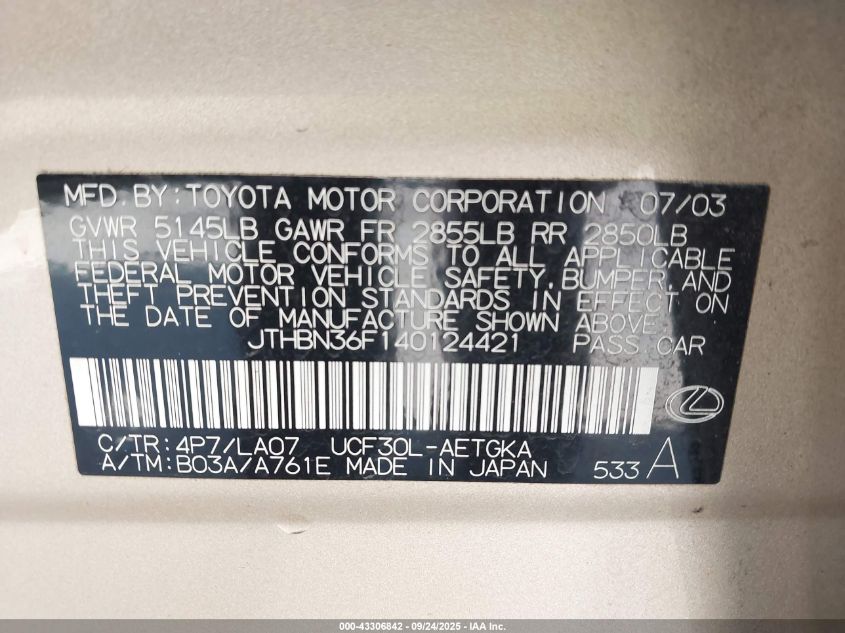 MFD. BY: TOYOTA MOTOR CORPORATION 07/03
GVWR 5145LB GAWR FR 2855LB RR 2850LB
THIS VEHICLE CONFORMS TO ALL APPLICABLE
FEDERAL MOTOR VEHICLE SAFETY, BUMPER, AND
THEFT PREVENTION STANDARDS IN EFFECT ON
THE DATE OF MANUFACTURE SHOWN ABOVE.
JTHBN36F140124421 PASS. CAR
C/TR: 4P7/LA07 UCF30L-AETGKA
A/TM: B03A/A761E MADE IN JAPAN 533 A
000-43306842 - 09/24/2025 - IAA Inc.